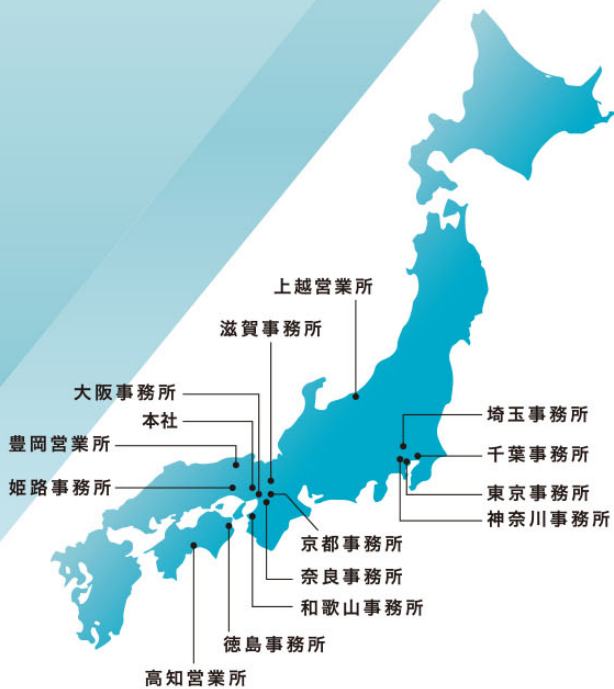 上越営業所
滋賀事務所
大阪事務所
本社
豊岡営業所
姫路事務所
埼玉事務所
千葉事務所
東京事務所
神奈川事務所
京都事務所
奈良事務所
和歌山事務所
徳島事務所
高知営業所